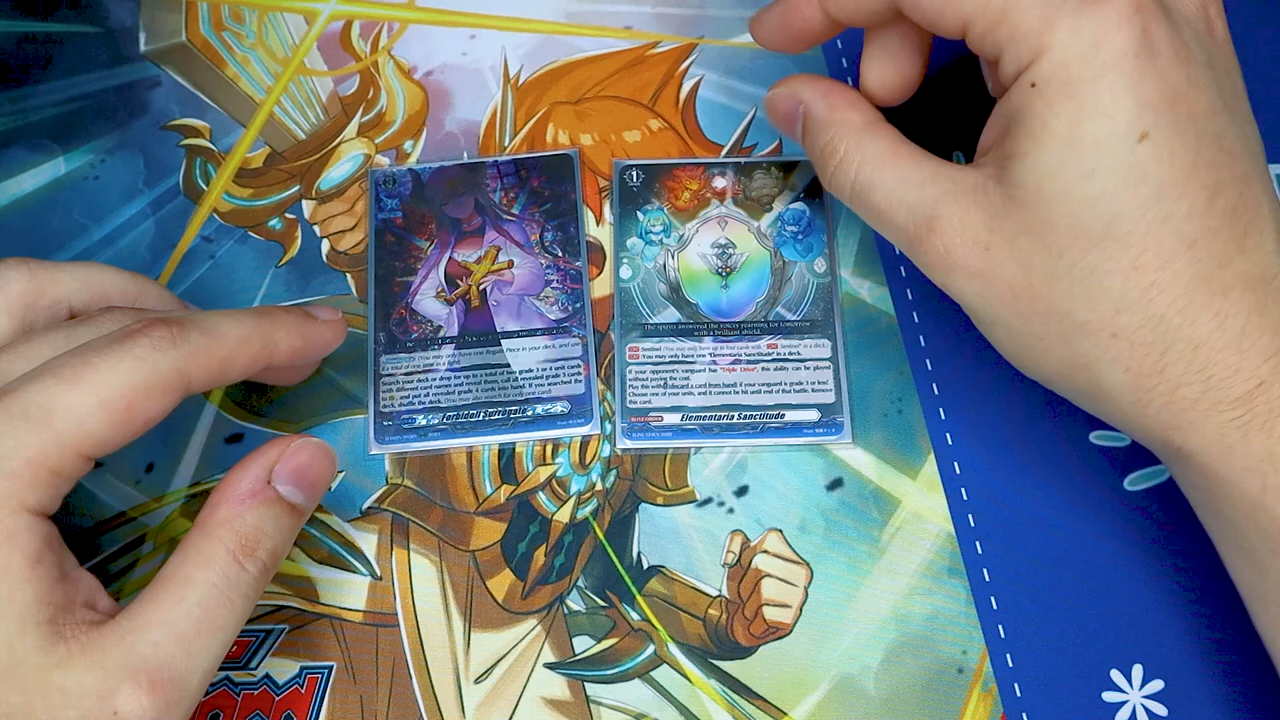 (You may only have one Regalis Piece in your deck, and use
a total of one time in a fight)
Search your deck or drop for up to a total of two grade 3 or 4 unit cards
with different card names and reveal them, call all revealed grade 3 cards
to and put all revealed grade 4 cards into hand. If you searched the
deck, shuffle the deck. (You may also search for only one card)
Forbidell Surrogate
1
The spirits answered the voices yearning for tomorrow
with a brilliant shield.
CONT Sentinel (You may only have up to four cards with " CONT Sentinel" in a deck.)
CONT You may only have one "Elementaria Sanctitude" in a deck.
If your opponent's vanguard has "Triple Drive", this ability can be played
without paying the cost.
Play this with [discard a card from hand] if your vanguard is grade 3 or less!
Choose one of your units, and it cannot be hit until end of that battle. Remove
this card.
BLITZ ORDER
Elementaria Sanctitude